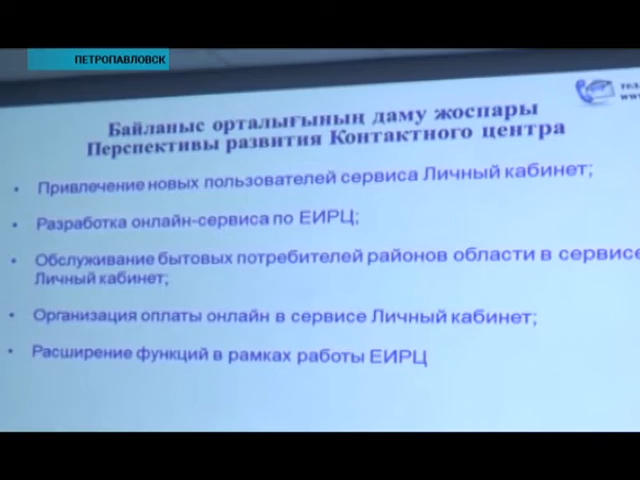 ПЕТРОПАВЛОВСК
тел
www
Байланыс орталығының даму жоспары
Перспективы развития Контактного центра
• Привлечение новых пользователей сервиса Личный кабинет;
• Разработка онлайн-сервиса по ЕИРЦ;
• Обслуживание бытовых потребителей районов области в сервисе
Личный кабинет;
• Организация оплаты онлайн в сервисе Личный кабинет;
• Расширение функций в рамках работы ЕИРЦ